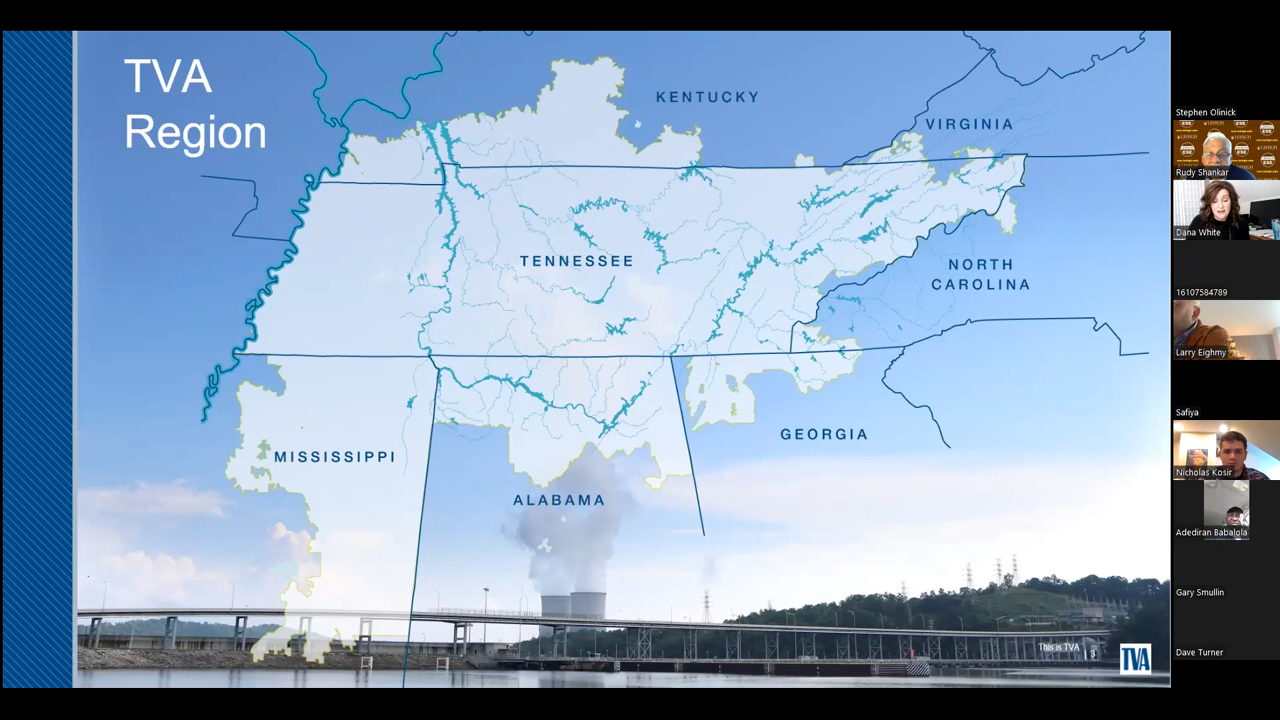 TVA
Region
KENTUCKY
VIRGINIA
TENNESSEE
NORTH
CAROLINA
MISSISSIPPI
ALABAMA
GEORGIA
This is TVA | 3
TVA
Stephen Olinick
Rudy Shankar
Dana White
16107584789
Larry Eighmy
Safiya
Nicholas Kosir
Adediran Babalola
Gary Smullin
Dave Turner